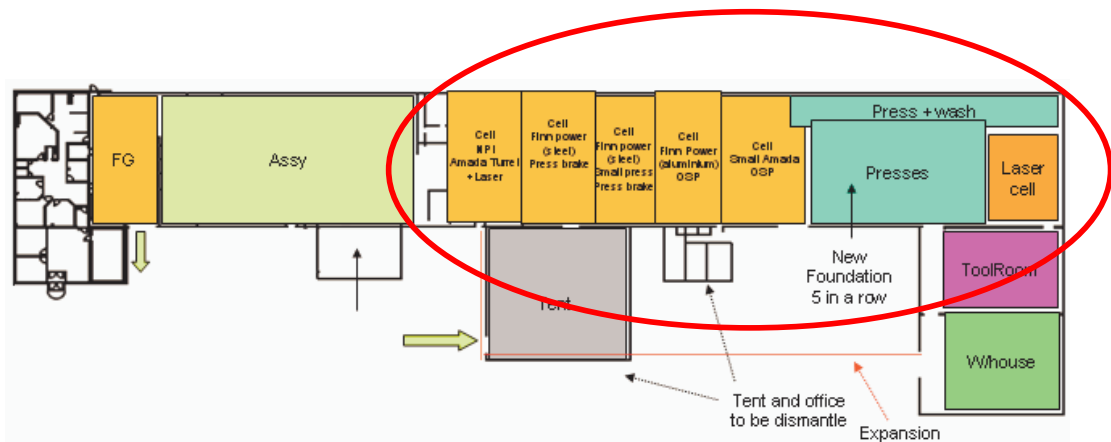 FG
Assy
Cell
NPI
Amada Turret
+ Laser
Cell
Finn power
(steel)
Press brake
Cell
Finn power
(steel)
Small press
Press brake
Cell
Finn Power
(aluminium)
OSP
Cell
Small Amada
OSP
Press + wash
Presses
Laser
cell
New
Foundation
5 in a row
ToolRoom
Tent
Whouse
Tent and office
to be dismantle
Expansion